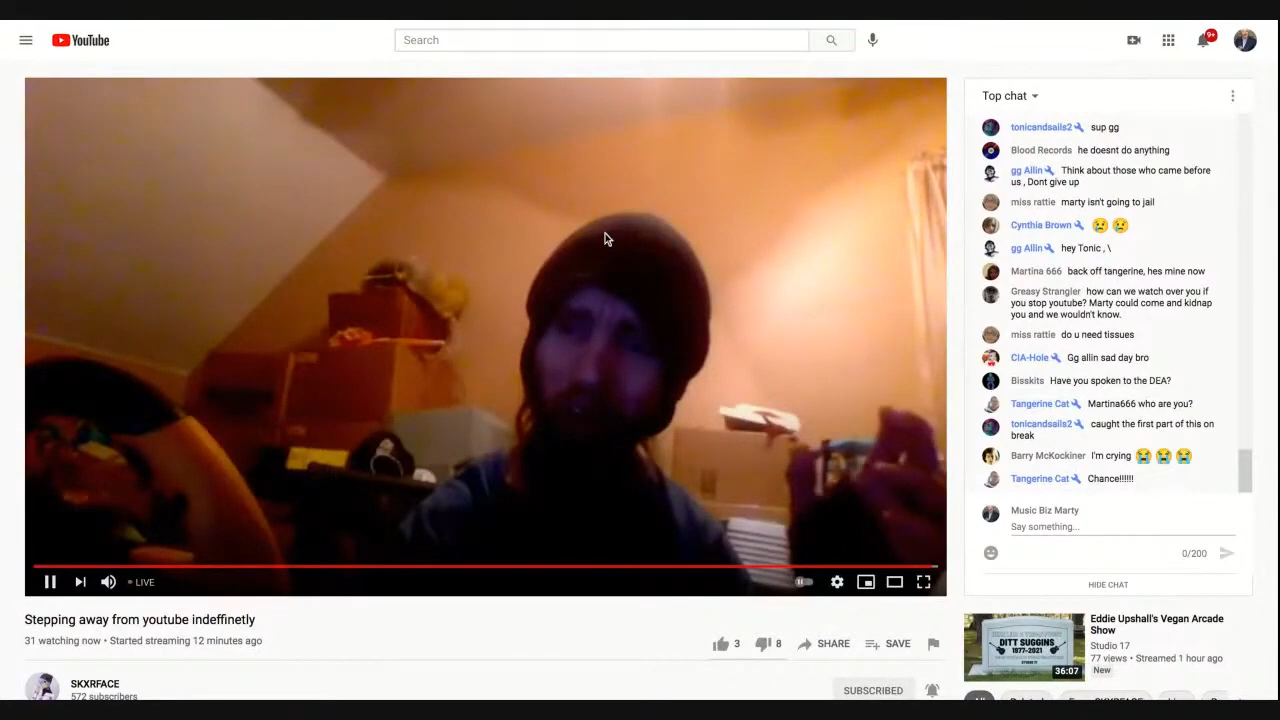 YouTube
Search
9+
Top chat
tonicandsails2 sup gg
Blood Records he doesnt do anything
gg Allin Think about those who came before
us , Dont give up
miss rattie marty isn't going to jail
Cynthia Brown 😢 😢
gg Allin hey Tonic , \
Martina 666 back off tangerine, hes mine now
Greasy Strangler how can we watch over you if
you stop youtube? Marty could come and kidnap
you and we wouldn't know.
miss rattie do u need tissues
CIA-Hole Gg allin sad day bro
Bisskits Have you spoken to the DEA?
Tangerine Cat Martina666 who are you?
tonicandsails2 caught the first part of this on
break
Barry McKockiner I'm crying 😭 😭 😭
Tangerine Cat Chance!!!!!!
Music Biz Marty
Say something...
0/200
HIDE CHAT
LIVE
Stepping away from youtube indeffinetly
31 watching now • Started streaming 12 minutes ago
3 8 SHARE SAVE
SKXRFACE
572 subscribers
SUBSCRIBED
DITT SUGGINS
1977-2021
36:07
Eddie Upshall's Vegan Arcade
Show
Studio 17
77 views • Streamed 1 hour ago
New